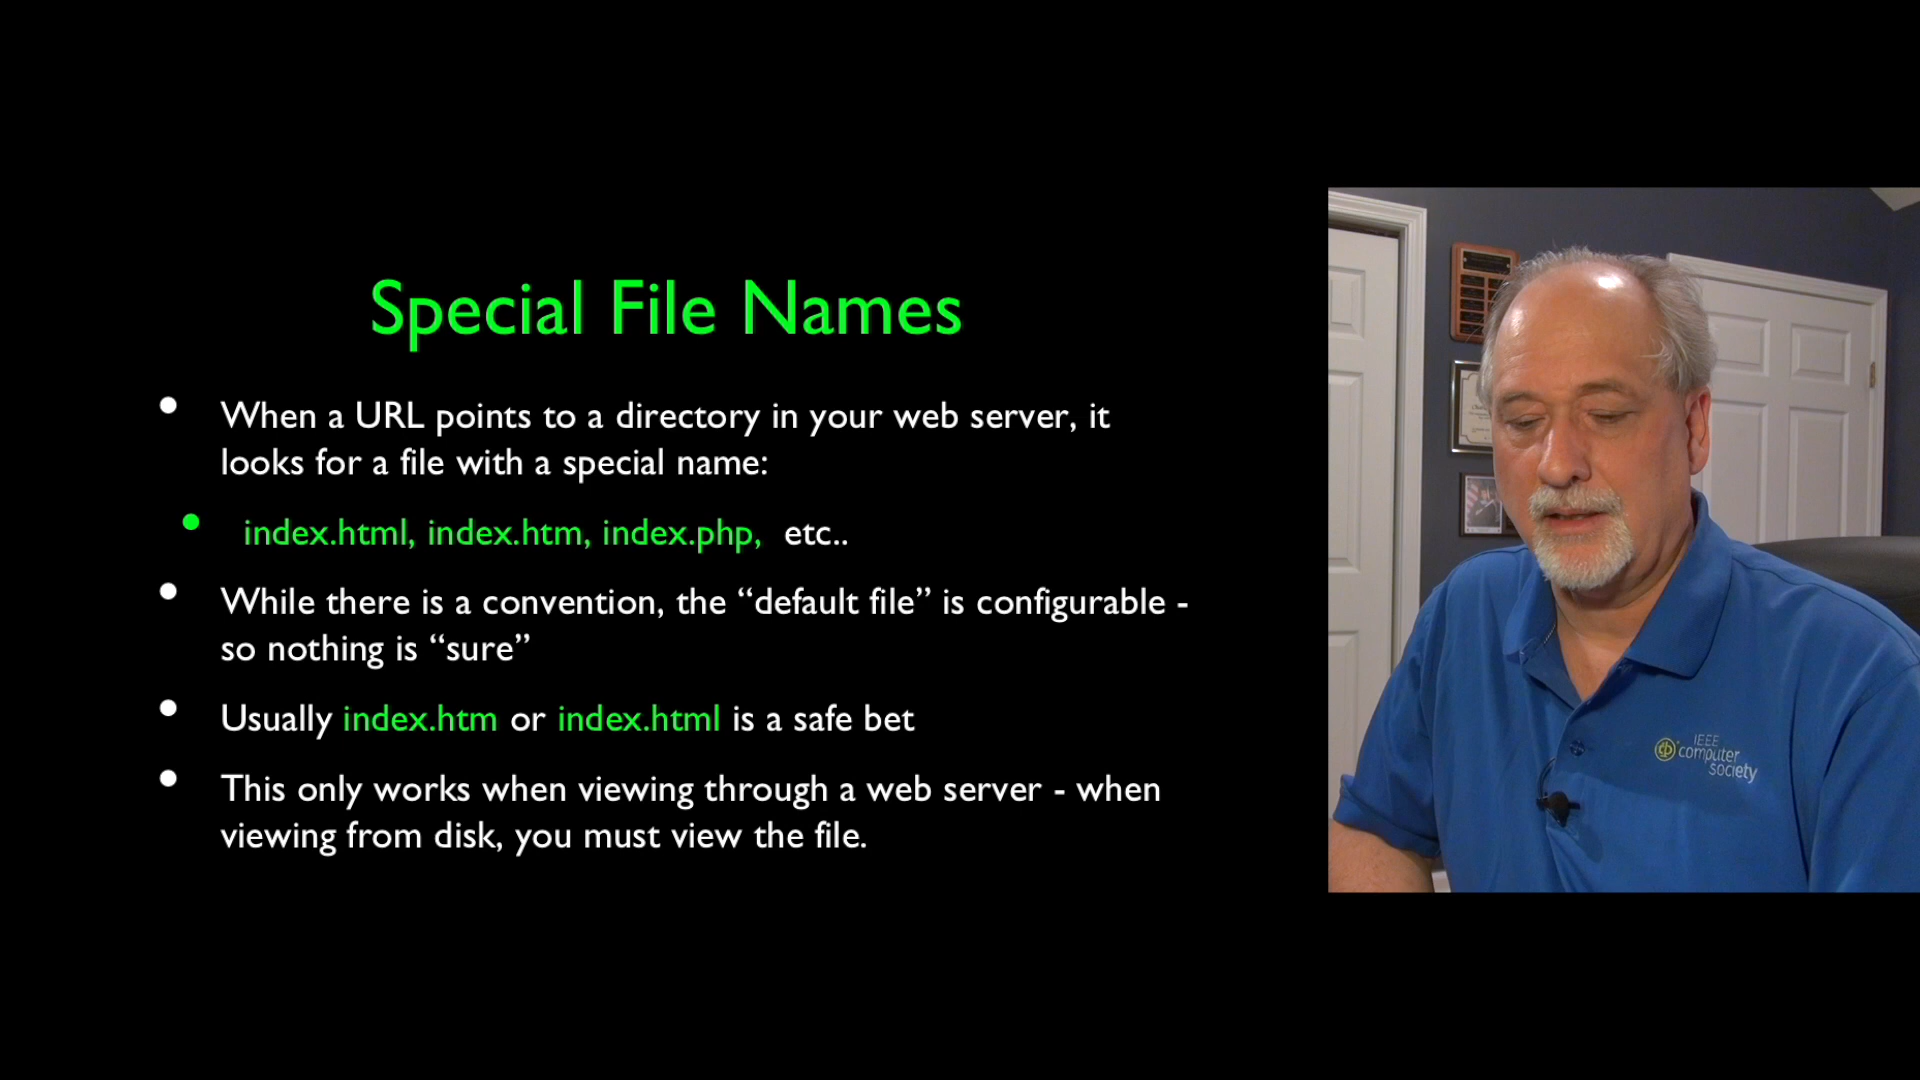 Special File Names
• When a URL points to a directory in your web server, it
looks for a file with a special name:
• index.html, index.htm, index.php, etc..
• While there is a convention, the “default file” is configurable -
so nothing is “sure”
• Usually index.htm or index.html is a safe bet
• This only works when viewing through a web server - when
viewing from disk, you must view the file.
IEEE
computer
society